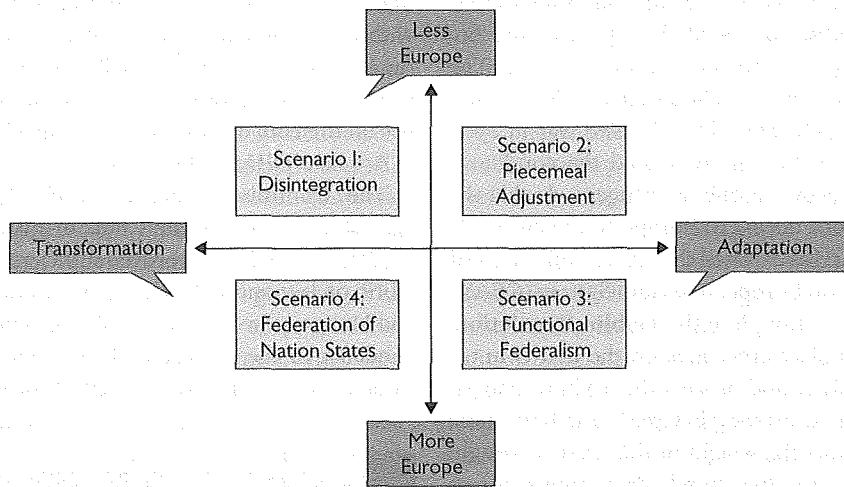 Less
Europe
Scenario 1:
Disintegration
Scenario 2:
Piecemeal
Adjustment
Transformation
Adaptation
Scenario 4:
Federation of
Nation States
Scenario 3:
Functional
Federalism
More
Europe